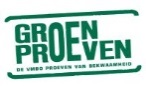 GROEN
PROEVEN
DE VMBO PROEVEN VAN BEKWAAMHEID